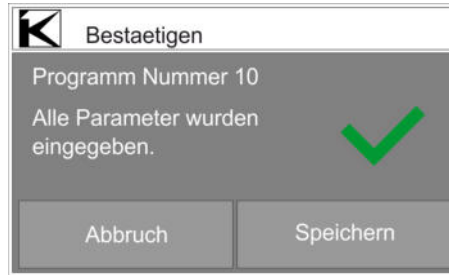 Bestaetigen
Programm Nummer 10
Alle Parameter wurden
eingegeben.
Abbruch
Speichern